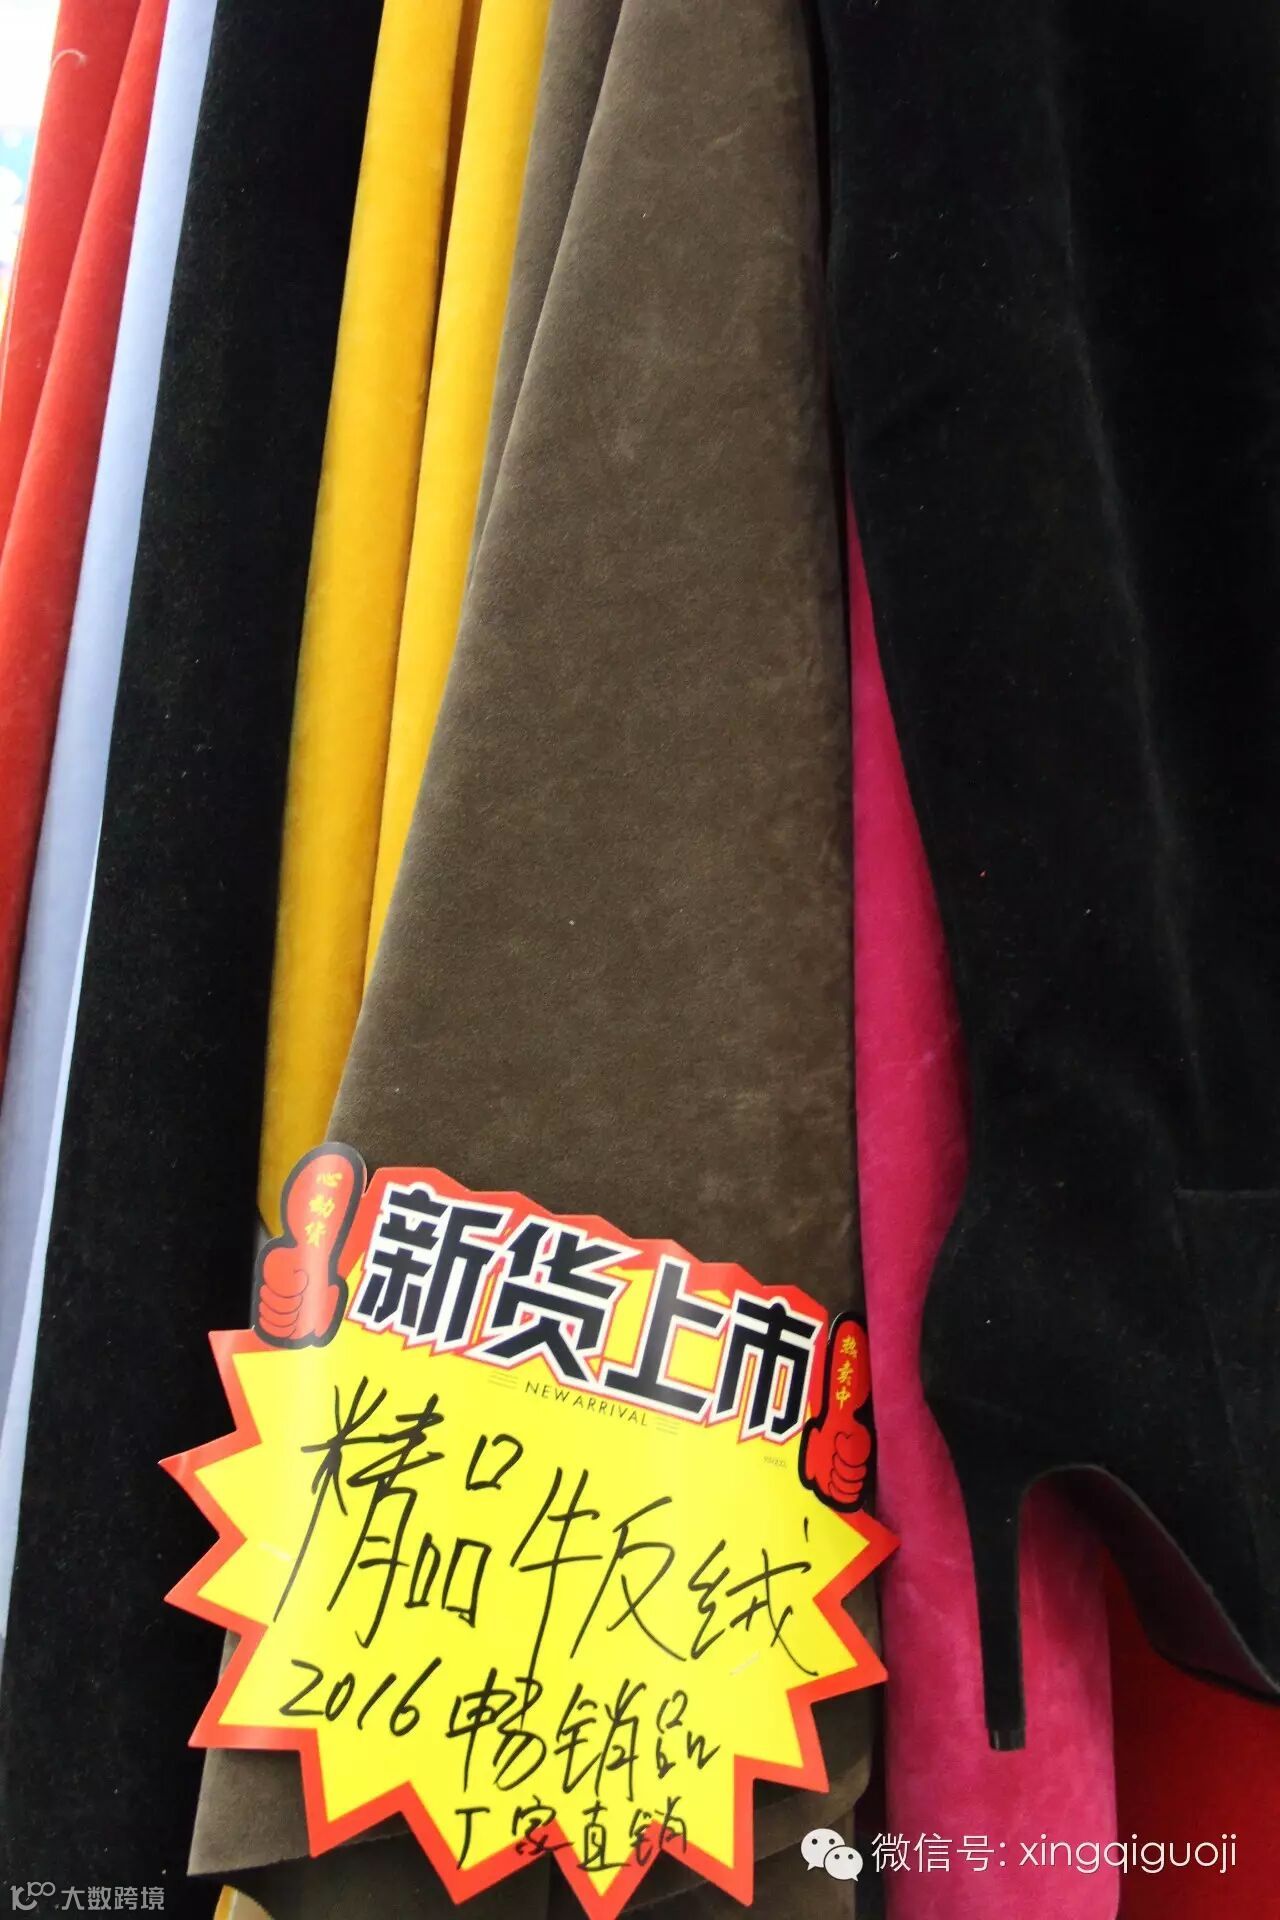 心动货
新货上市
NEW ARRIVAL
热卖中
精品牛反绒
2016畅销品
厂家直销
微信号: xingqiguoji
大数跨境